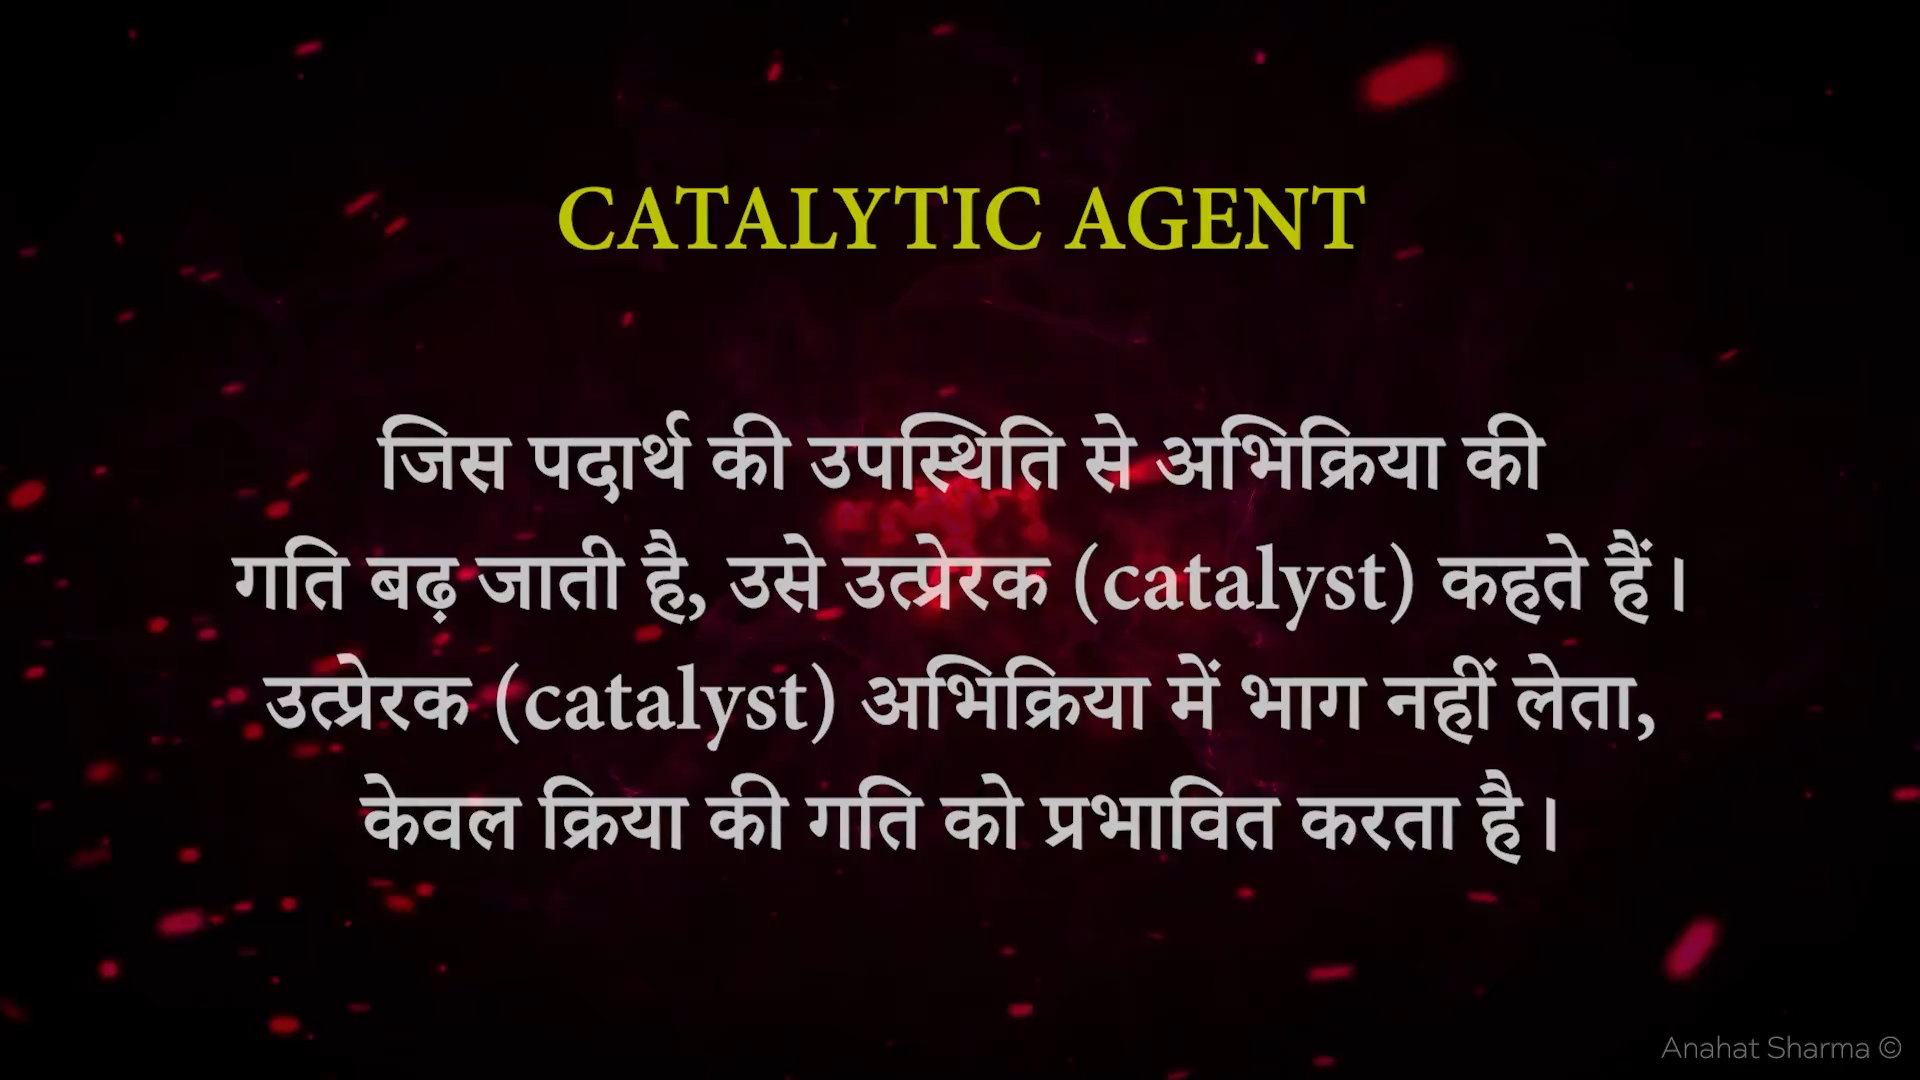 CATALYTIC AGENT
जिस पदार्थ की उपस्थिति से अभिक्रिया की
गति बढ़ जाती है, उसे उत्प्रेरक (catalyst) कहते हैं।
उत्प्रेरक (catalyst) अभिक्रिया में भाग नहीं लेता,
केवल क्रिया की गति को प्रभावित करता है।
Anahat Sharma ©